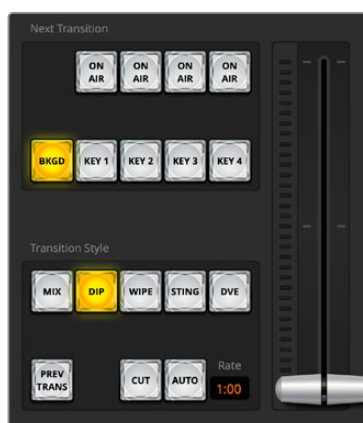 Next Transition
ON AIR ON AIR ON AIR ON AIR
BKGD KEY 1 KEY 2 KEY 3 KEY 4
Transition Style
MIX DIP WIPE STING DVE
Rate
PREV TRANS CUT AUTO 1:00